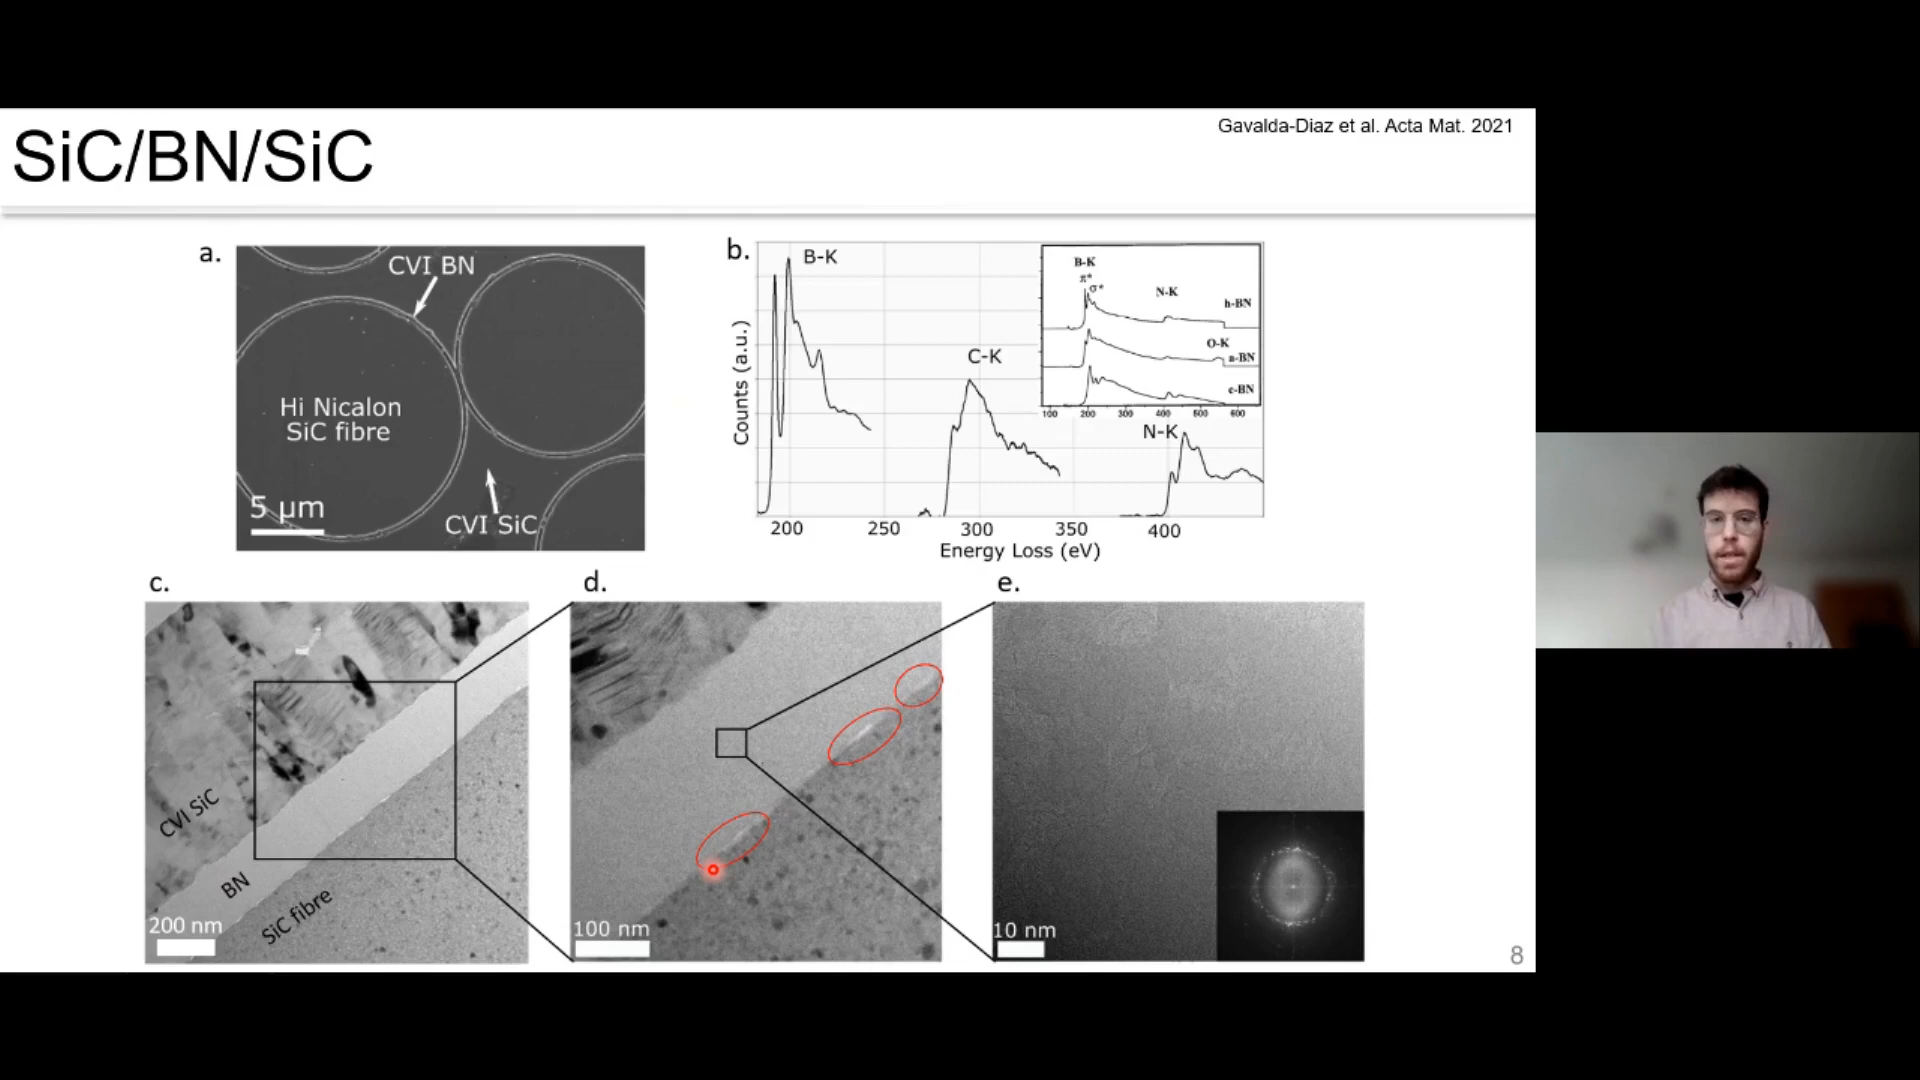 SiC/BN/SiC
Gavalda-Diaz et al. Acta Mat. 2021
a.
CVI BN
Hi Nicalon
SiC fibre
5 µm
CVI SiC
b.
B-K
C-K
N-K
Counts (a.u.)
200 250 300 350 400
Energy Loss (eV)
B-K
π*
σ*
N-K
h-BN
O-K
a-BN
c-BN
100 200 300 400 500 600
c.
CVI SiC
BN
SiC fibre
200 nm
d.
100 nm
e.
10 nm
8